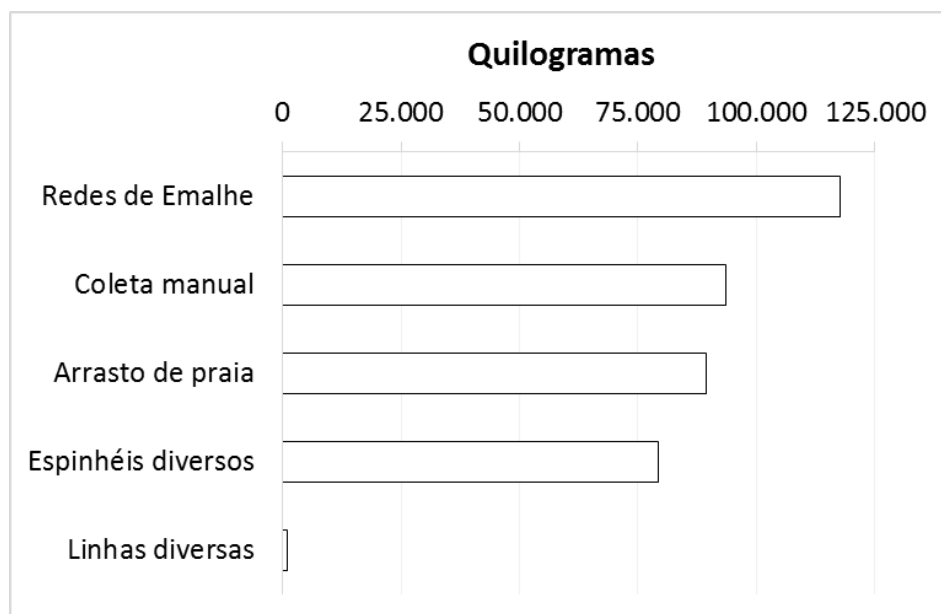 Quilogramas
0 25.000 50.000 75.000 100.000 125.000
Redes de Emalhe
Coleta manual
Arrasto de praia
Espinhéis diversos
Linhas diversas